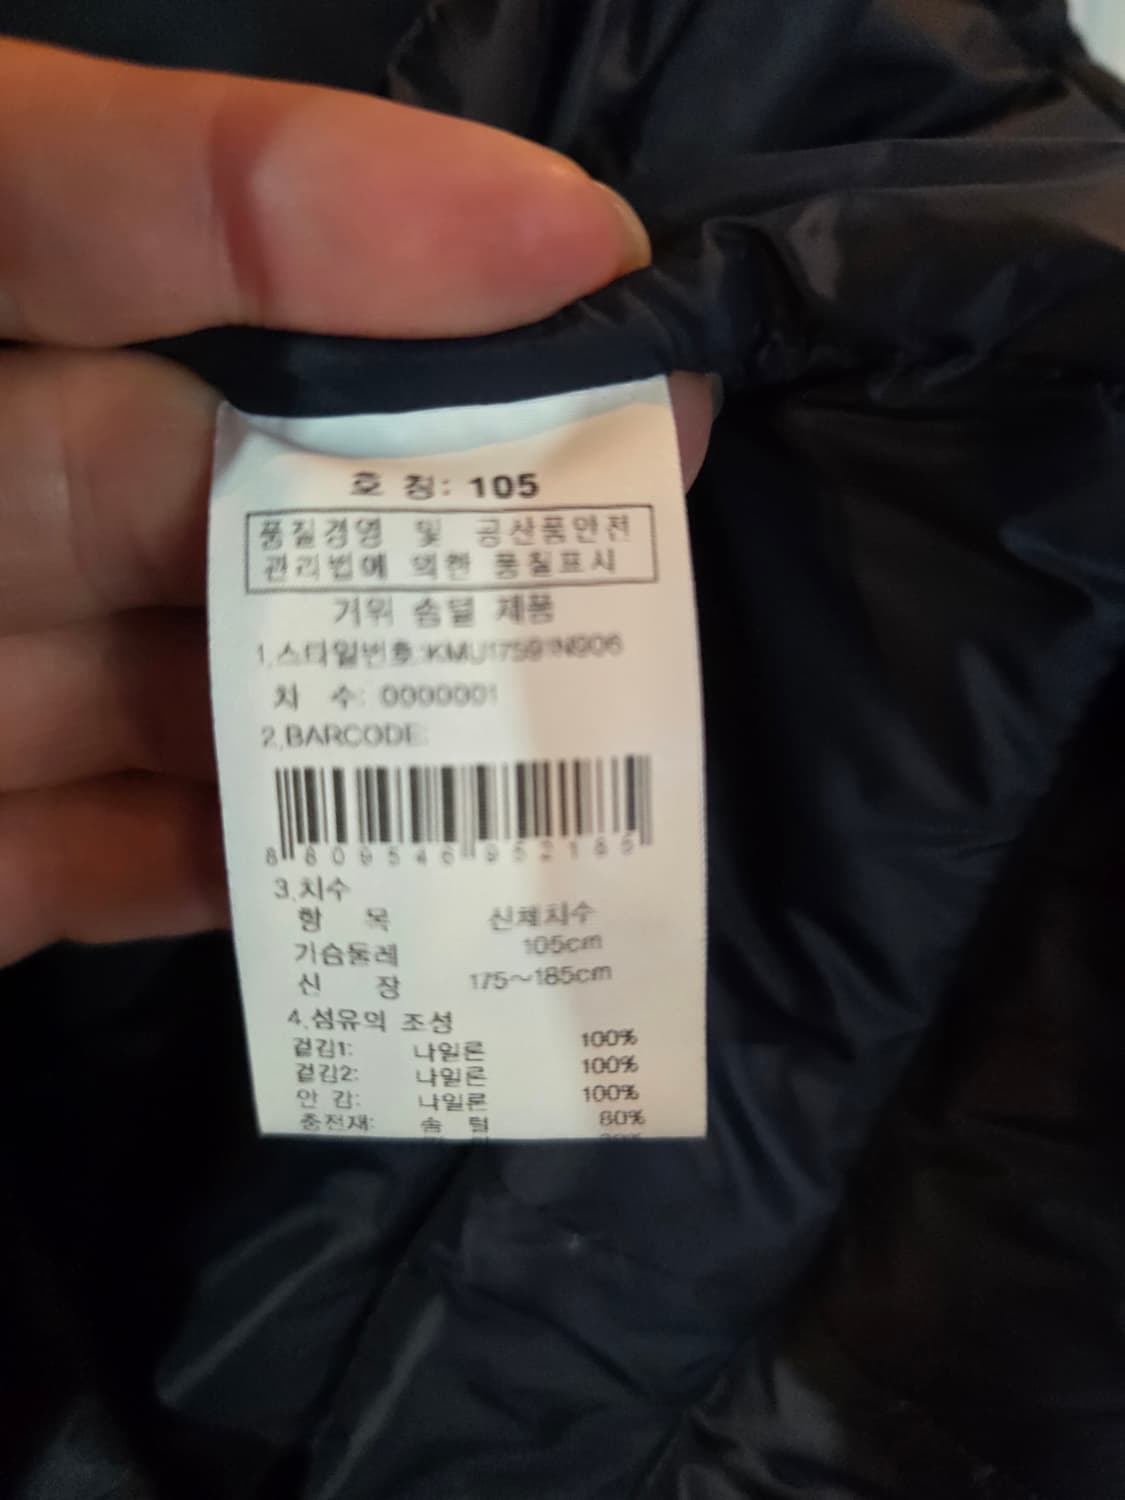 호 칭: 105
품질경영 및 공산품안전
관리법에 의한 품질표시
거위 솜털 제품
1.스타일번호:KMU17591N906
치 수: 0000001
2.BARCODE:
8 809546 952185
3.치수
항 목 신체치수
가슴둘레 105cm
신 장 175~185cm
4.섬유의 조성
겉감1: 나일론 100%
겉감2: 나일론 100%
안 감: 나일론 100%
충전재: 솜 털 80%